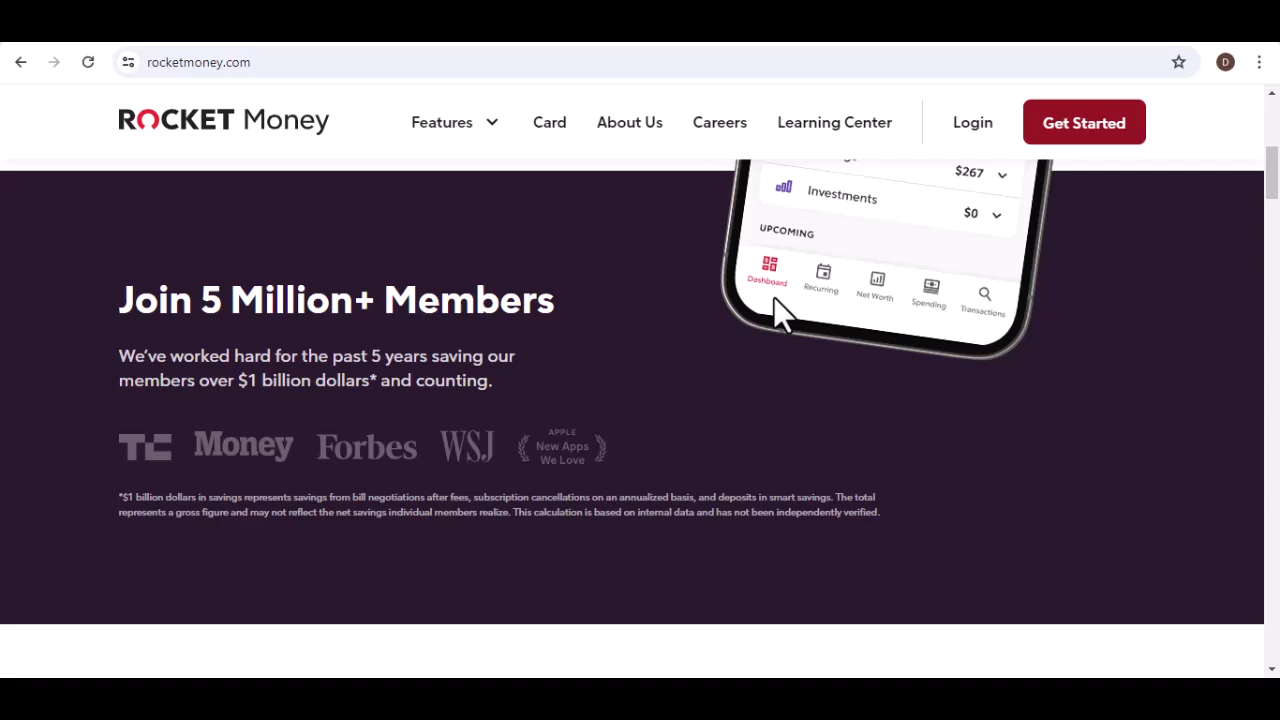 rocketmoney.com
D
ROCKET Money
Features
Card
About Us
Careers
Learning Center
Login
Get Started
$267
Investments
$0
UPCOMING
Dashboard
Recurring
Net Worth
Spending
Transactions
Join 5 Million+ Members
We’ve worked hard for the past 5 years saving our
members over $1 billion dollars* and counting.
TC
Money
Forbes
WSJ
APPLE
New Apps
We Love
*$1 billion dollars in savings represents savings from bill negotiations after fees, subscription cancellations on an annualized basis, and deposits in smart savings. The total
represents a gross figure and may not reflect the net savings individual members realize. This calculation is based on internal data and has not been independently verified.